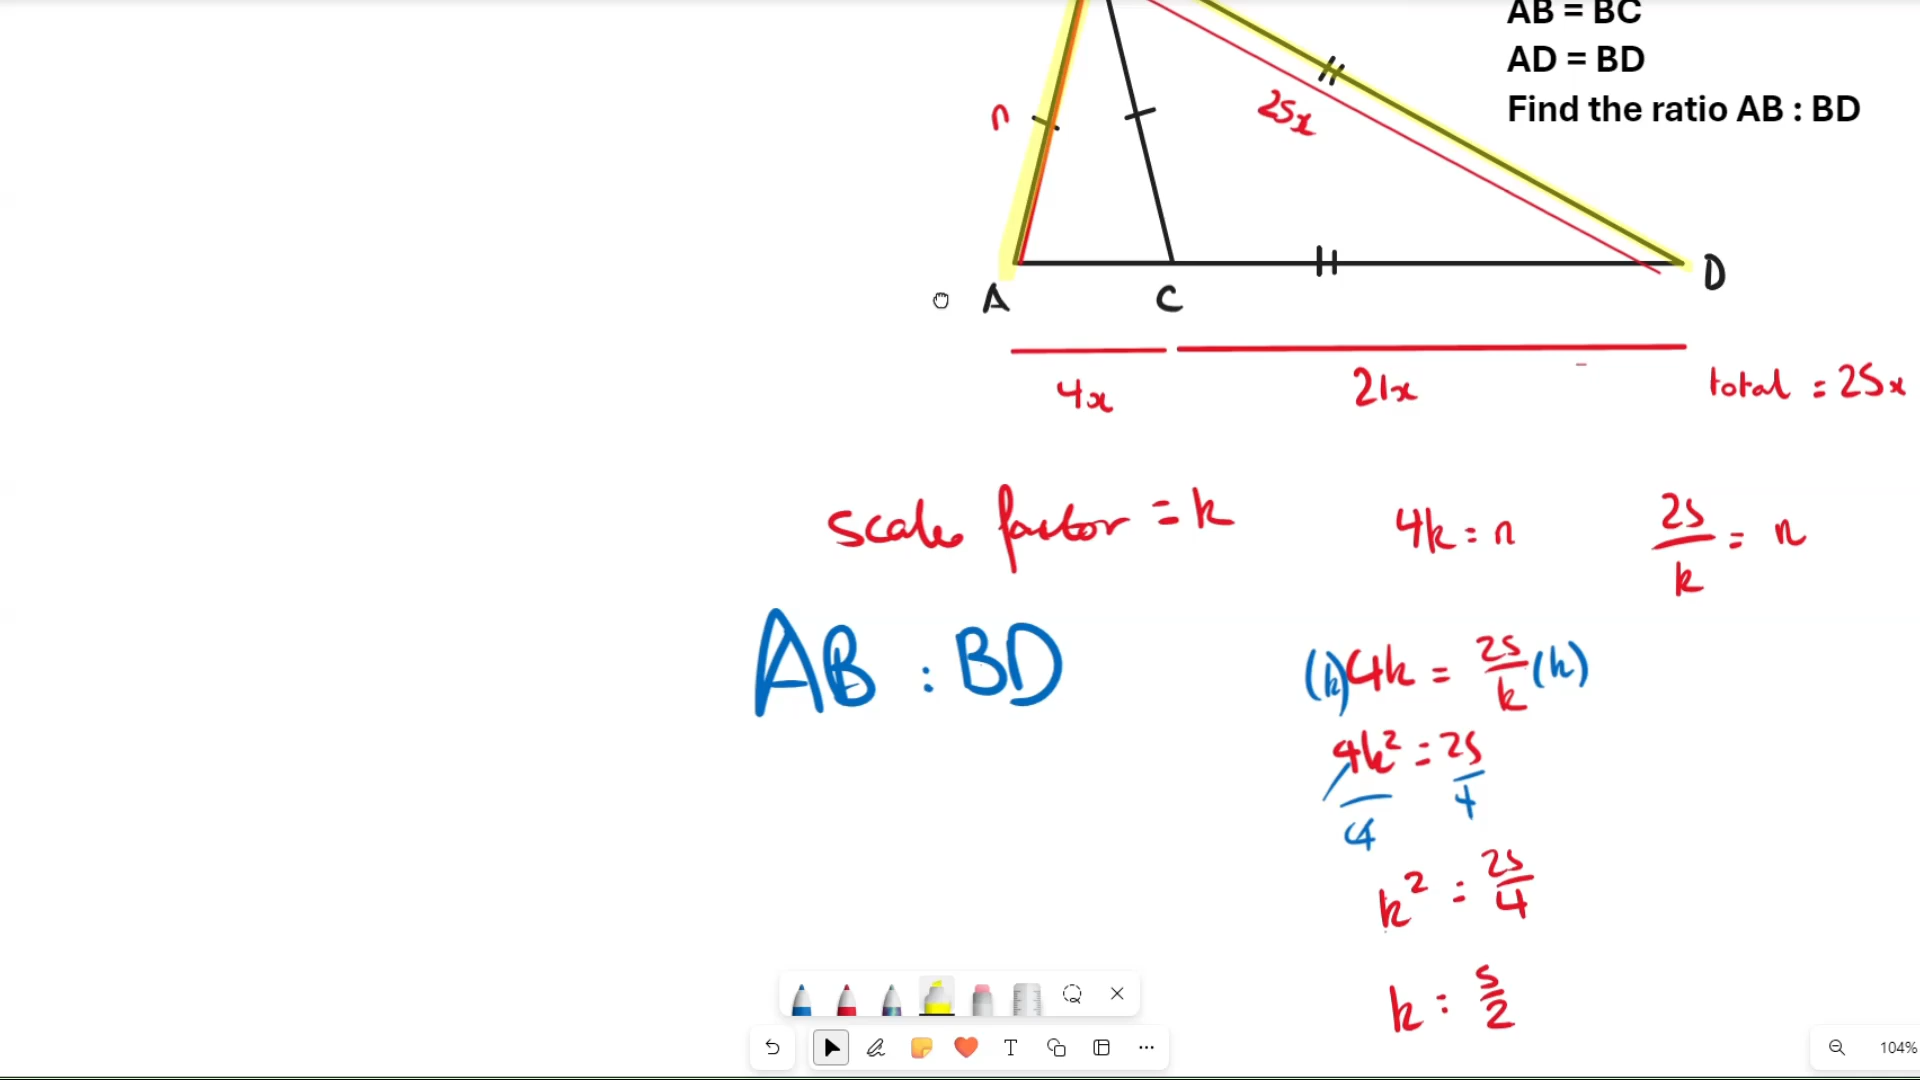 AB = BC
AD = BD
Find the ratio AB : BD
n
25x
A
C
D
4x
21x
total = 25x
scale factor = k
4k = n
25/k = n
AB : BD
(k)4k = 25/k (k)
4k² = 25
4
4
k² = 25/4
k = 5/2
T
104%